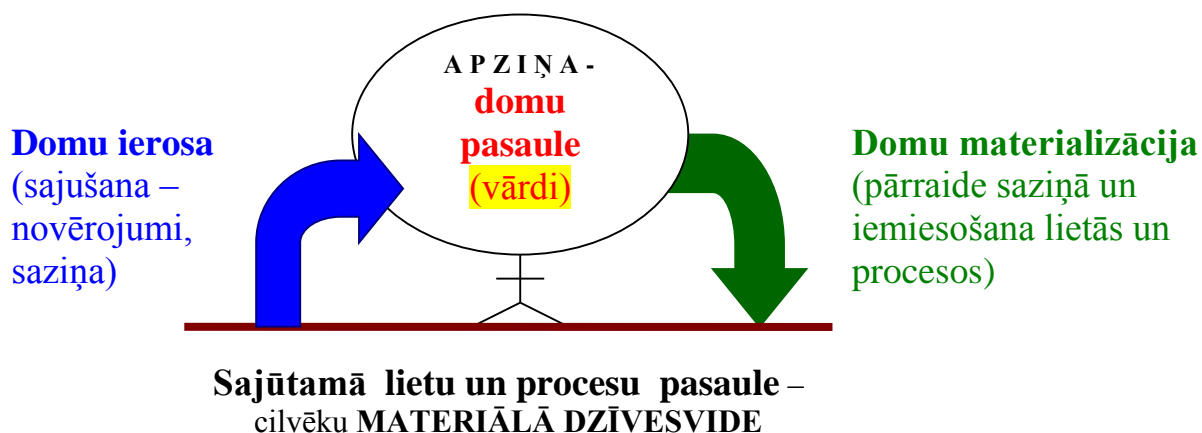 A P Z I Ņ A -
domu
pasaule
(vārdi)
Domu ierosa
(sajušana –
novērojumi,
saziņa)
Domu materializācija
(pārraide saziņā un
iemiesošana lietās un
procesos)
Sajūtamā lietu un procesu pasaule –
cilvēku MATERIĀLĀ DZĪVESVIDE